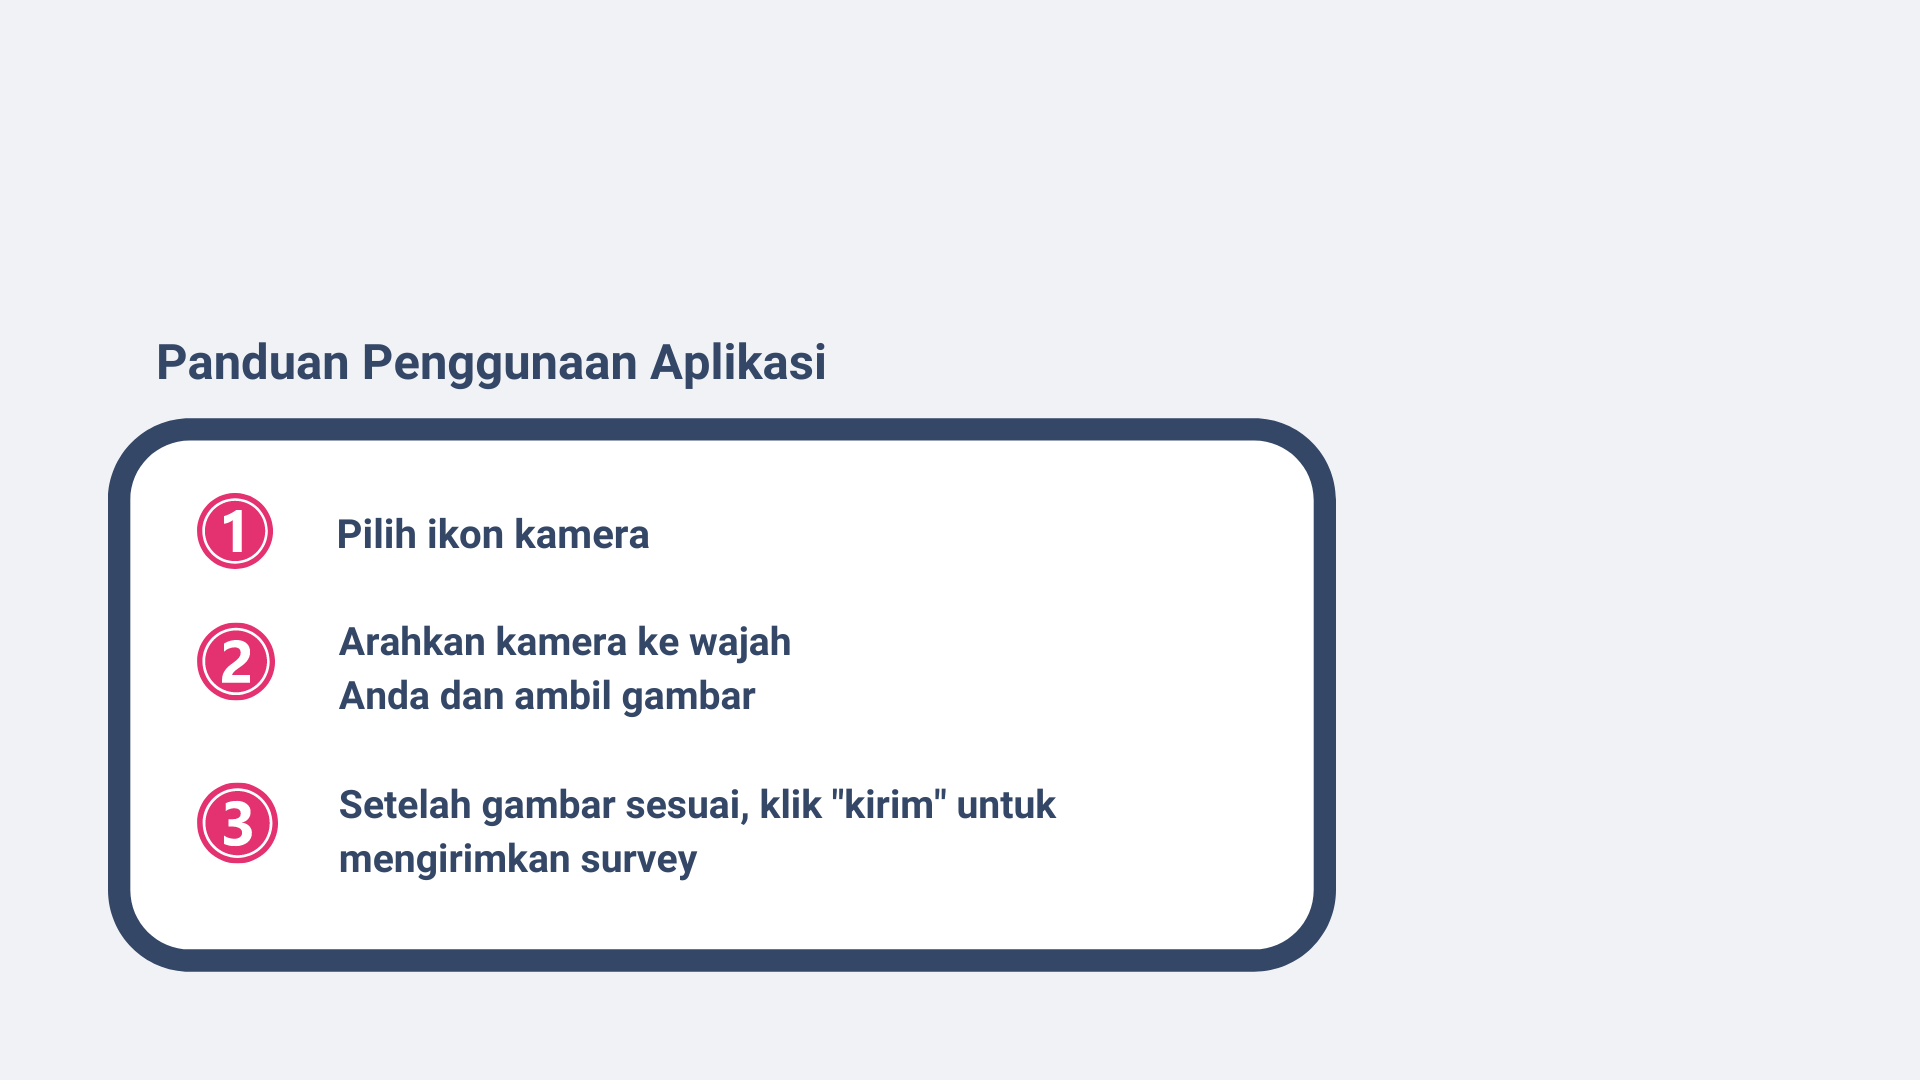 Panduan Penggunaan Aplikasi
1 Pilih ikon kamera
2 Arahkan kamera ke wajah
Anda dan ambil gambar
3 Setelah gambar sesuai, klik "kirim" untuk
mengirimkan survey